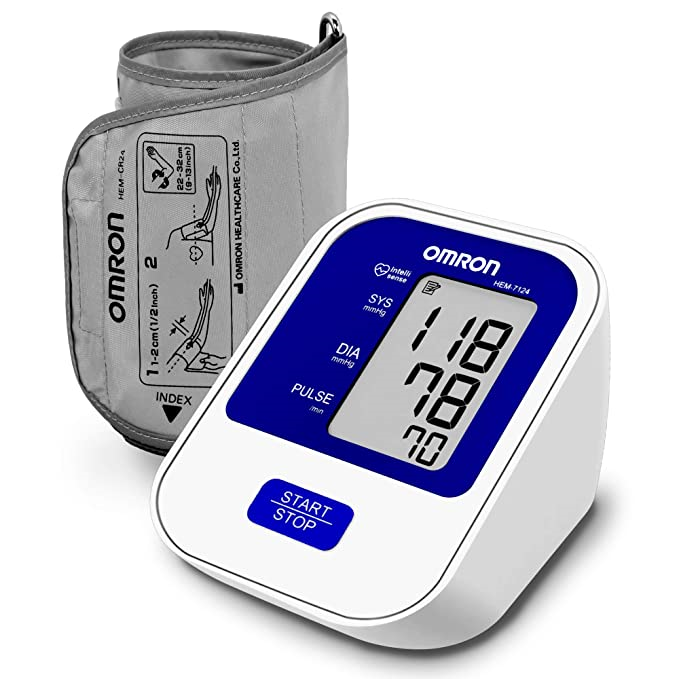 HEM-CR24
OMRON
22-32cm
(9-13inch)
2
1 1-2cm(1/2inch)
OMRON HEALTHCARE Co.,Ltd.
INDEX
OMRON
HEM-7124
Intelli
sense
SYS
mmHg
118
DIA
mmHg
78
PULSE
/min
70
START
STOP